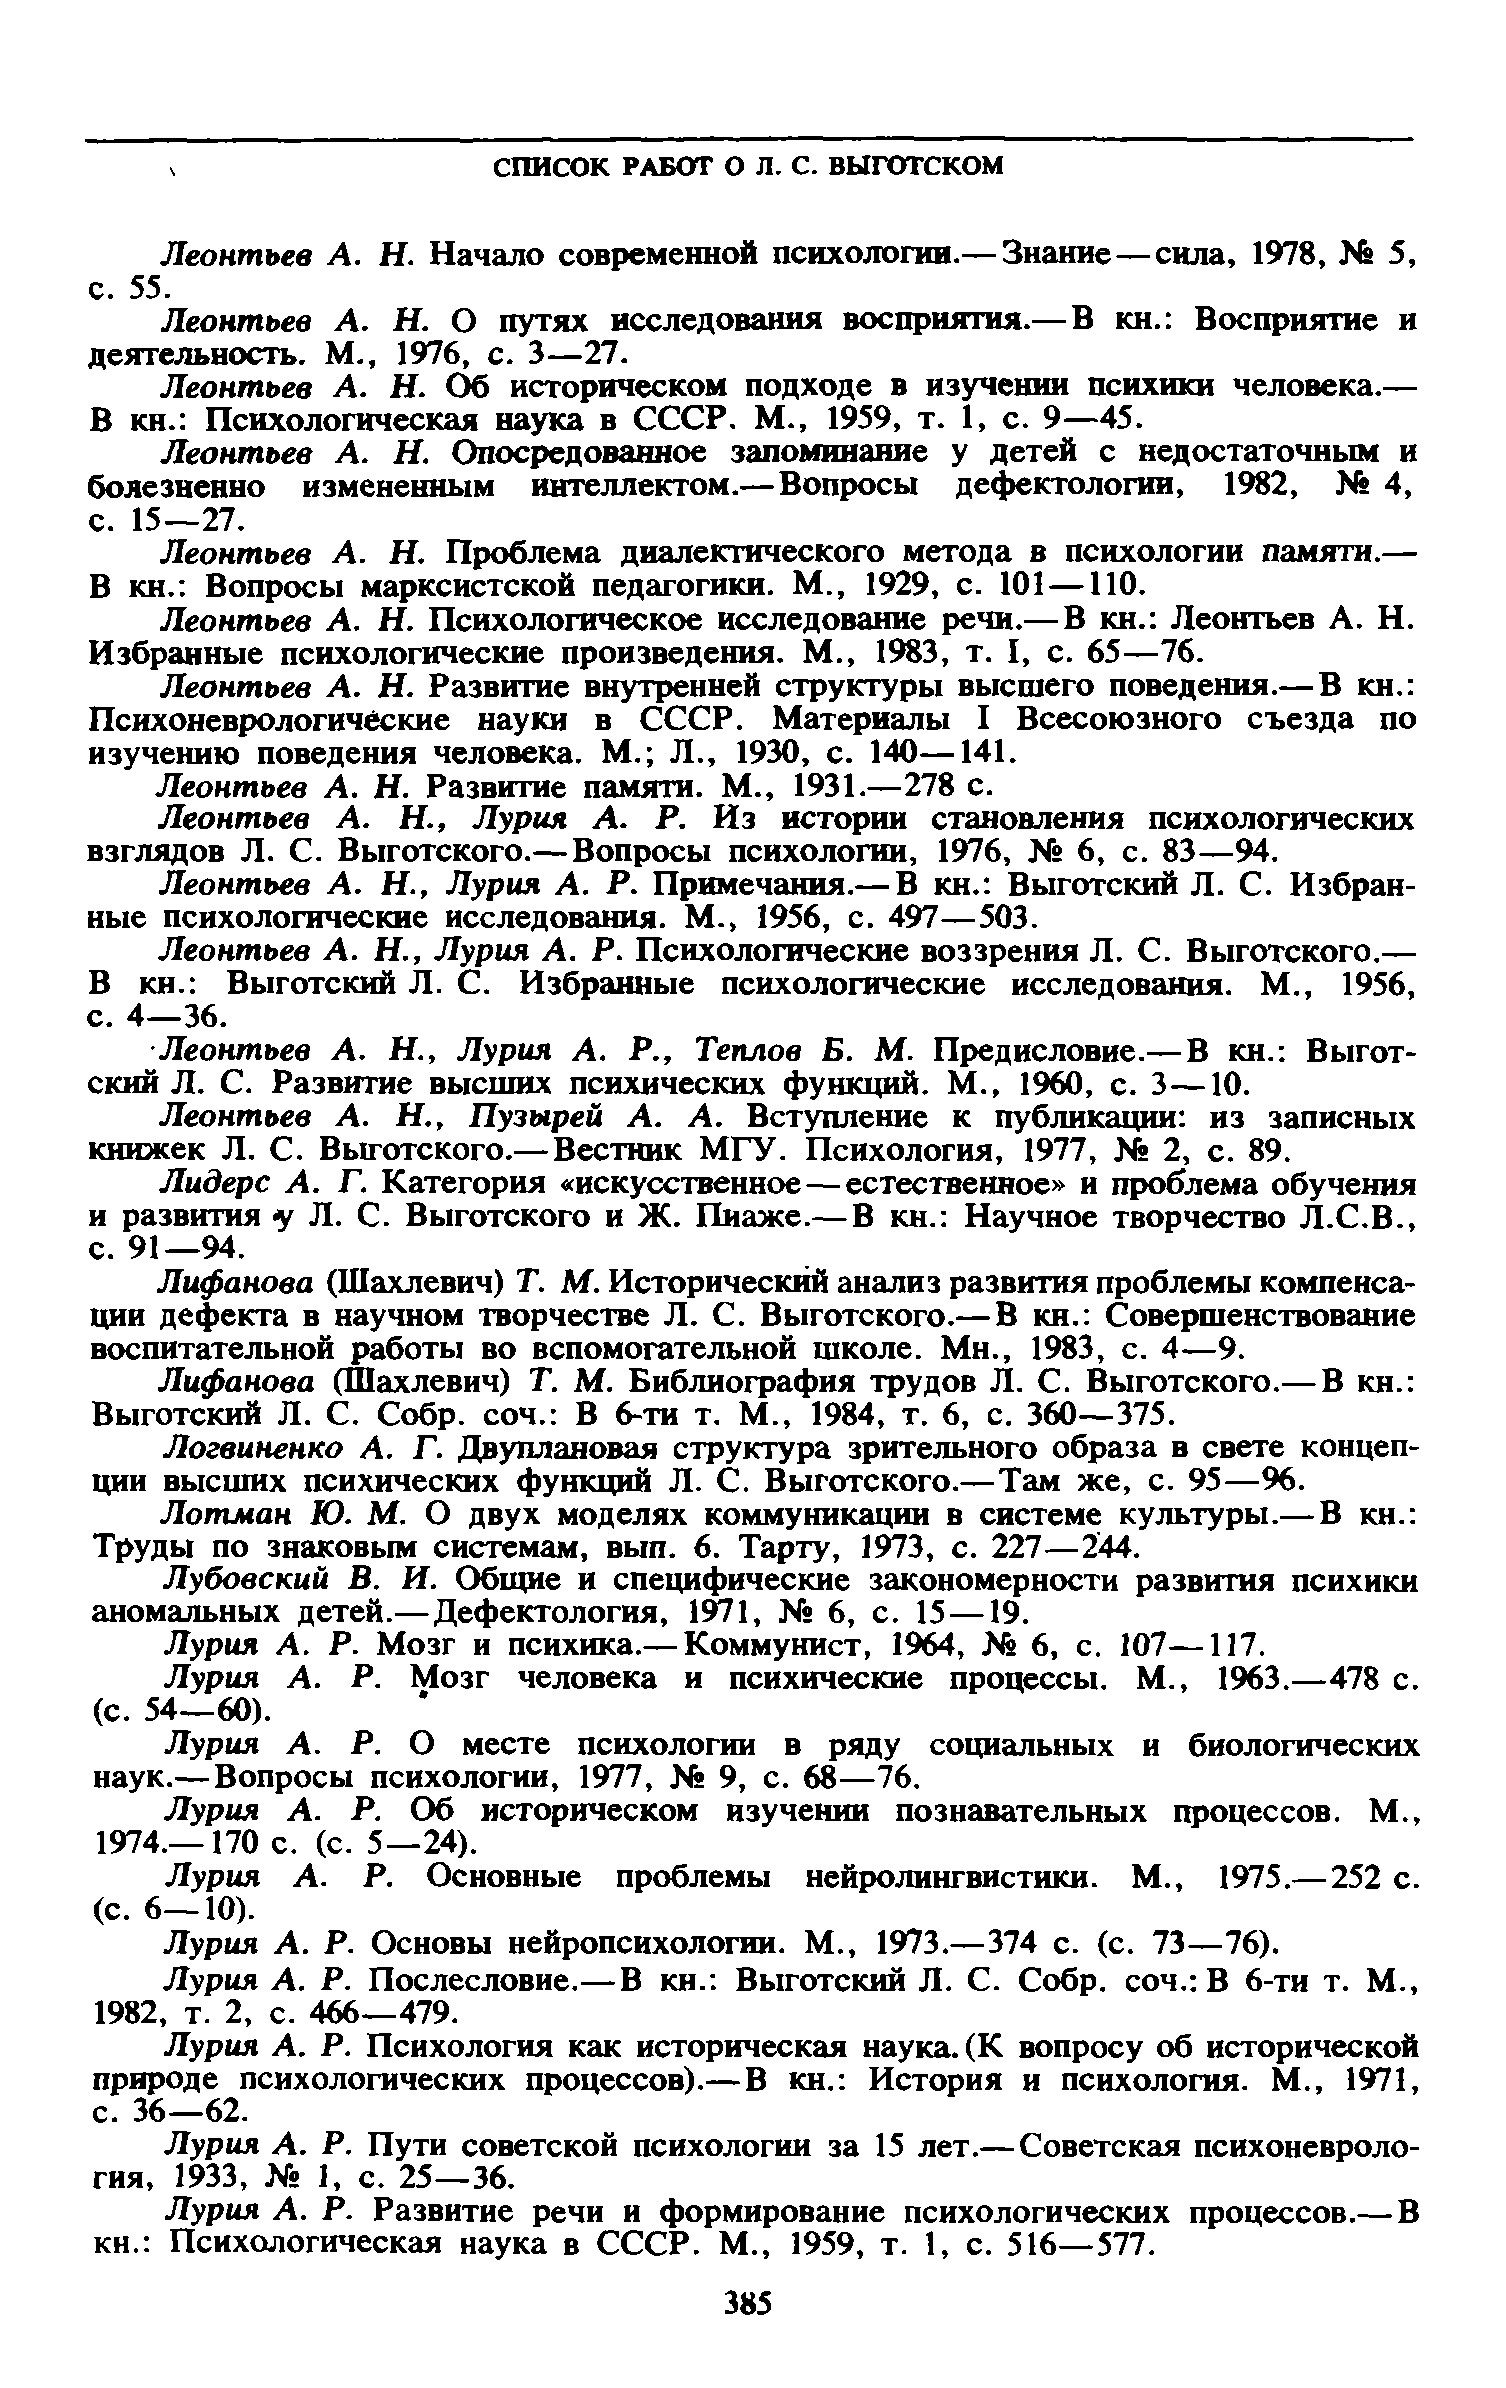 СПИСОК РАБОТ О Л. С. ВЫГОТСКОМ
Леонтьев А. Н. Начало современной психологии.— Знание — сила, 1978, № 5,
с. 55.
Леонтьев А. Н. О путях исследования восприятия.— В кн.: Восприятие и
деятельность. М., 1976, с. 3—27.
Леонтьев А. Н. Об историческом подходе в изучении психики человека.—
В кн.: Психологическая наука в СССР. М., 1959, т. 1, с. 9—45.
Леонтьев А. Н. Опосредованное запоминание у детей с недостаточным и
болезненно измененным интеллектом.— Вопросы дефектологии, 1982, № 4,
с. 15—27.
Леонтьев А. Н. Проблема диалектического метода в психологии памяти.—
В кн.: Вопросы марксистской педагогики. М., 1929, с. 101—110.
Леонтьев А. Н. Психологическое исследование речи.— В кн.: Леонтьев А. Н.
Избранные психологические произведения. М., 1983, т. I, с. 65—76.
Леонтьев А. Н. Развитие внутренней структуры высшего поведения.— В кн.:
Психоневрологические науки в СССР. Материалы I Всесоюзного съезда по
изучению поведения человека. М.; Л., 1930, с. 140—141.
Леонтьев А. Н. Развитие памяти. М., 1931.—278 с.
Леонтьев А. Н., Лурия А. Р. Из истории становления психологических
взглядов Л. С. Выготского.— Вопросы психологии, 1976, № 6, с. 83—94.
Леонтьев А. Н., Лурия А. Р. Примечания.— В кн.: Выготский Л. С. Избран-
ные психологические исследования. М., 1956, с. 497—503.
Леонтьев А. Н., Лурия А. Р. Психологические воззрения Л. С. Выготского.—
В кн.: Выготский Л. С. Избранные психологические исследования. М., 1956,
с. 4—36.
Леонтьев А. Н., Лурия А. Р., Теплов Б. М. Предисловие.— В кн.: Выгот-
ский Л. С. Развитие высших психических функций. М., 1960, с. 3—10.
Леонтьев А. Н., Пузырей А. А. Вступление к публикации: из записных
книжек Л. С. Выготского.— Вестник МГУ. Психология, 1977, № 2, с. 89.
Лидерс А. Г. Категория «искусственное — естественное» и проблема обучения
и развития у Л. С. Выготского и Ж. Пиаже.— В кн.: Научное творчество Л.С.В.,
с. 91—94.
Лифанова (Шахлевич) Т. М. Исторический анализ развития проблемы компенса-
ции дефекта в научном творчестве Л. С. Выготского.— В кн.: Совершенствование
воспитательной работы во вспомогательной школе. Мн., 1983, с. 4—9.
Лифанова (Шахлевич) Т. М. Библиография трудов Л. С. Выготского.— В кн.:
Выготский Л. С. Собр. соч.: В 6-ти т. М., 1984, т. 6, с. 360—375.
Логвиненко А. Г. Двуплановая структура зрительного образа в свете концеп-
ции высших психических функций Л. С. Выготского.— Там же, с. 95—96.
Лотман Ю. М. О двух моделях коммуникации в системе культуры.— В кн.:
Труды по знаковым системам, вып. 6. Тарту, 1973, с. 227—244.
Лубовский В. И. Общие и специфические закономерности развития психики
аномальных детей.— Дефектология, 1971, № 6, с. 15—19.
Лурия А. Р. Мозг и психика.— Коммунист, 1964, № 6, с. 107—117.
Лурия А. Р. Мозг человека и психические процессы. М., 1963.—478 с.
(с. 54—60).
Лурия А. Р. О месте психологии в ряду социальных и биологических
наук.— Вопросы психологии, 1977, № 9, с. 68—76.
Лурия А. Р. Об историческом изучении познавательных процессов. М.,
1974.—170 с. (с. 5—24).
Лурия А. Р. Основные проблемы нейролингвистики. М., 1975.—252 с.
(с. 6—10).
Лурия А. Р. Основы нейропсихологии. М., 1973.—374 с. (с. 73—76).
Лурия А. Р. Послесловие.— В кн.: Выготский Л. С. Собр. соч.: В 6-ти т. М.,
1982, т. 2, с. 466—479.
Лурия А. Р. Психология как историческая наука. (К вопросу об исторической
природе психологических процессов).— В кн.: История и психология. М., 1971,
с. 36—62.
Лурия А. Р. Пути советской психологии за 15 лет.— Советская психоневроло-
гия, 1933, № 1, с. 25—36.
Лурия А. Р. Развитие речи и формирование психологических процессов.— В
кн.: Психологическая наука в СССР. М., 1959, т. 1, с. 516—577.
385